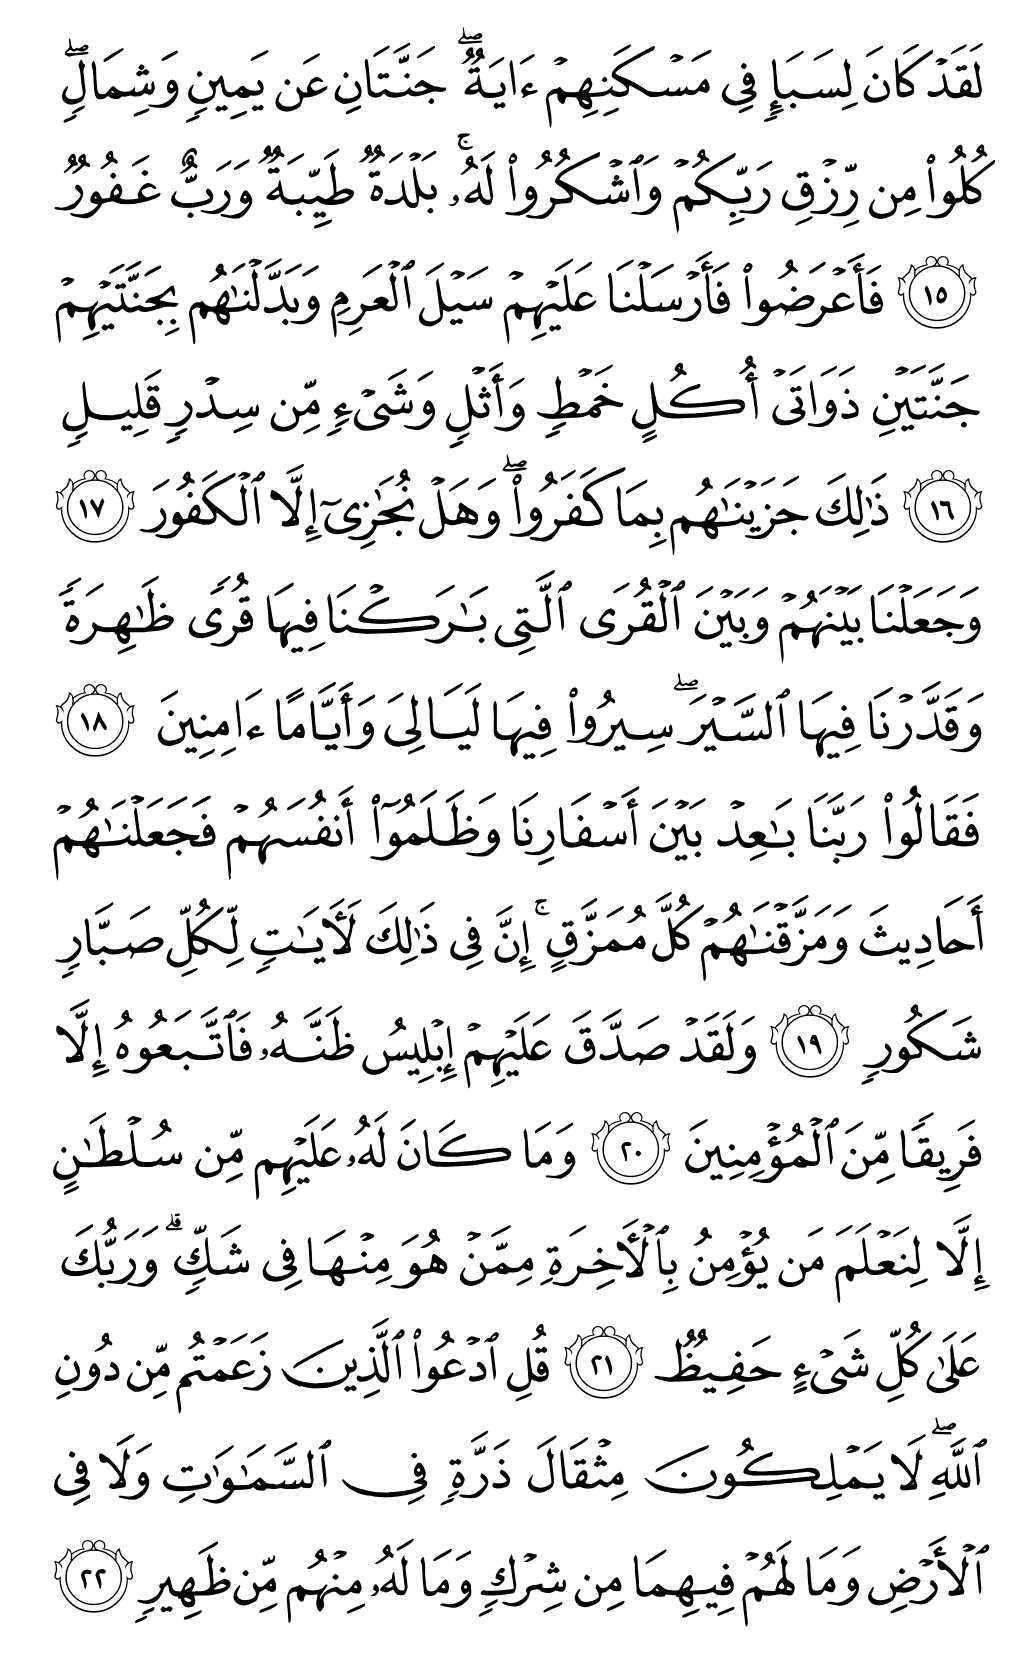 لَقَدۡ كَانَ لِسَبَإٖ فِي مَسۡكَنِهِمۡ ءَايَةٞۖ جَنَّتَانِ عَن يَمِينٖ وَشِمَالٖۖ
كُلُواْ مِن رِّزۡقِ رَبِّكُمۡ وَٱشۡكُرُواْ لَهُۥۚ بَلۡدَةٞ طَيِّبَةٞ وَرَبٌّ غَفُورٞ
١٥ فَأَعۡرَضُواْ فَأَرۡسَلۡنَا عَلَيۡهِمۡ سَيۡلَ ٱلۡعَرِمِ وَبَدَّلۡنَٰهُم بِجَنَّتَيۡهِمۡ
جَنَّتَيۡنِ ذَوَاتَيۡ أُكُلٍ خَمۡطٖ وَأَثۡلٖ وَشَيۡءٖ مِّن سِدۡرٖ قَلِيلٖ
١٦ ذَٰلِكَ جَزَيۡنَٰهُم بِمَا كَفَرُواْۖ وَهَلۡ نُجَٰزِيٓ إِلَّا ٱلۡكَفُورَ ١٧
وَجَعَلۡنَا بَيۡنَهُمۡ وَبَيۡنَ ٱلۡقُرَى ٱلَّتِي بَٰرَكۡنَا فِيهَا قُرٗى ظَٰهِرَةٗ
وَقَدَّرۡنَا فِيهَا ٱلسَّيۡرَۖ سِيرُواْ فِيهَا لَيَالِيَ وَأَيَّامًا ءَامِنِينَ ١٨
فَقَالُواْ رَبَّنَا بَٰعِدۡ بَيۡنَ أَسۡفَارِنَا وَظَلَمُوٓاْ أَنفُسَهُمۡ فَجَعَلۡنَٰهُمۡ
أَحَادِيثَ وَمَزَّقۡنَٰهُمۡ كُلَّ مُمَزَّقٍۚ إِنَّ فِي ذَٰلِكَ لَأٓيَٰتٖ لِّكُلِّ صَبَّارٖ
شَكُورٖ ١٩ وَلَقَدۡ صَدَّقَ عَلَيۡهِمۡ إِبۡلِيسُ ظَنَّهُۥ فَٱتَّبَعُوهُ إِلَّا
فَرِيقٗا مِّنَ ٱلۡمُؤۡمِنِينَ ٢٠ وَمَا كَانَ لَهُۥ عَلَيۡهِم مِّن سُلۡطَٰنٍ
إِلَّا لِنَعۡلَمَ مَن يُؤۡمِنُ بِٱلۡأٓخِرَةِ مِمَّنۡ هُوَ مِنۡهَا فِي شَكّٖۗ وَرَبُّكَ
عَلَىٰ كُلِّ شَيۡءٍ حَفِيظٞ ٢١ قُلِ ٱدۡعُواْ ٱلَّذِينَ زَعَمۡتُم مِّن دُونِ
ٱللَّهِۖ لَا يَمۡلِكُونَ مِثۡقَالَ ذَرَّةٖ فِي ٱلسَّمَٰوَٰتِ وَلَا فِي
ٱلۡأَرۡضِ وَمَا لَهُمۡ فِيهِمَا مِن شِرۡكٖ وَمَا لَهُۥ مِنۡهُم مِّن ظَهِيرٖ ٢٢